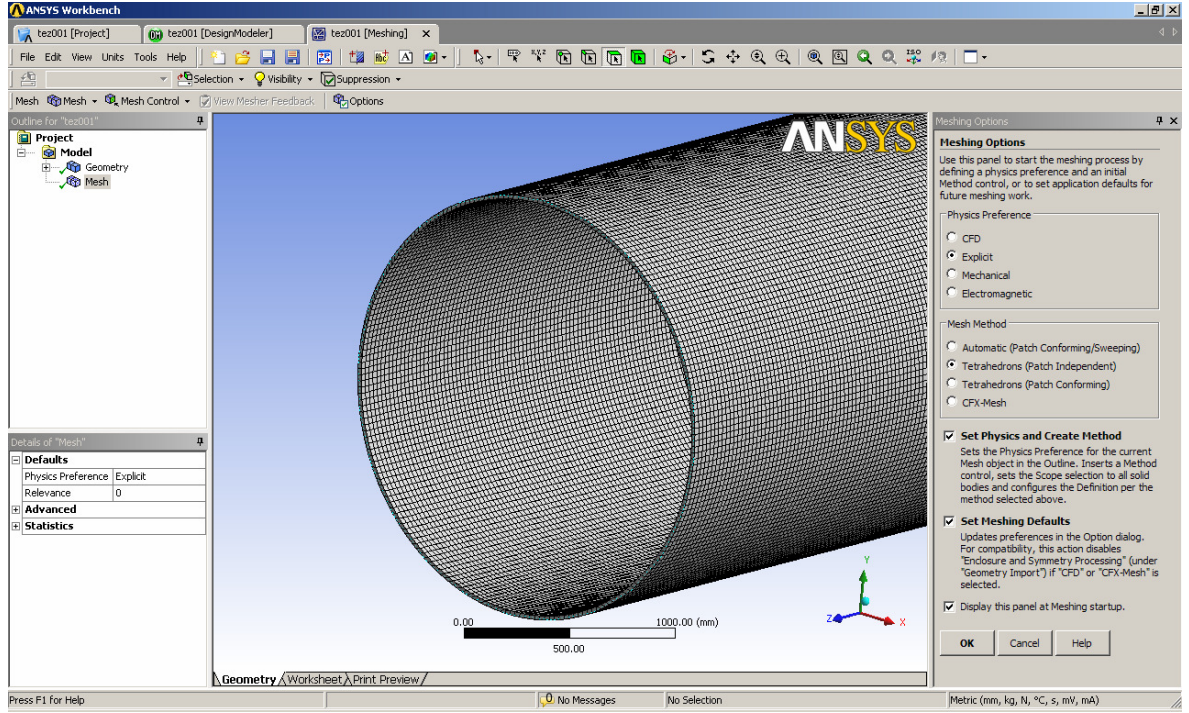 ANSYS Workbench
tez001 [Project]
tez001 [DesignModeler]
tez001 [Meshing]
File Edit View Units Tools Help
Selection
Visibility
Suppression
Mesh
Mesh
Mesh Control
View Mesher Feedback
Options
Outline for "tez001"
Project
Model
Geometry
Mesh
Details of "Mesh"
Defaults
Physics Preference Explicit
Relevance 0
Advanced
Statistics
ANSYS
0.00
1000.00 (mm)
500.00
Y
Z
X
Geometry
Worksheet
Print Preview
Meshing Options
Meshing Options
Use this panel to start the meshing process by
defining a physics preference and an initial
Method control, or to set application defaults for
future meshing work.
Physics Preference
CFD
Explicit
Mechanical
Electromagnetic
Mesh Method
Automatic (Patch Conforming/Sweeping)
Tetrahedrons (Patch Independent)
Tetrahedrons (Patch Conforming)
CFX-Mesh
Set Physics and Create Method
Sets the Physics Preference for the current
Mesh object in the Outline. Inserts a Method
control, sets the Scope selection to all solid
bodies and configures the Definition per the
method selected above.
Set Meshing Defaults
Updates preferences in the Option dialog.
For compatibility, this action disables
"Enclosure and Symmetry Processing" (under
"Geometry Import") if "CFD" or "CFX-Mesh" is
selected.
Display this panel at Meshing startup.
OK
Cancel
Help
Press F1 for Help
0 No Messages
No Selection
Metric (mm, kg, N, °C, s, mV, mA)